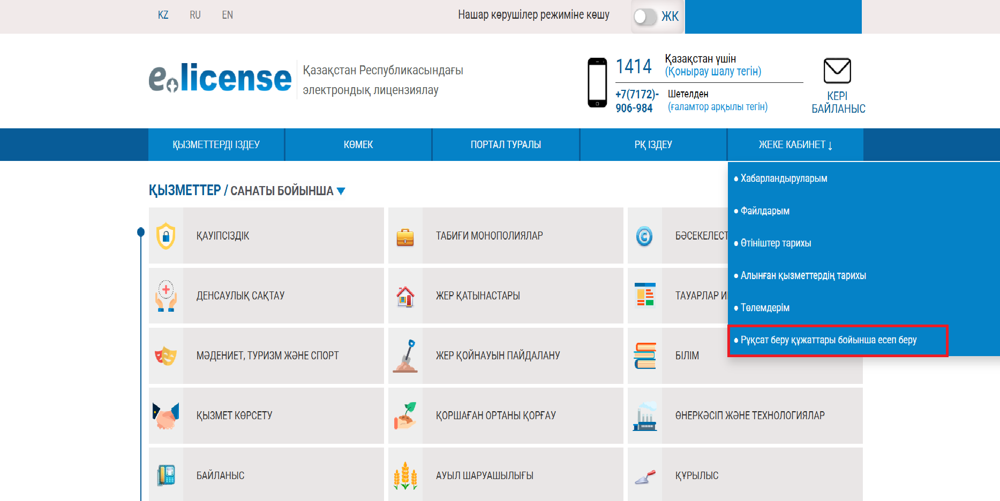 KZ RU EN Нашар көрушілер режиміне көшу ЖК
e.license
Қазақстан Республикасындағы
электрондық лицензиялау
1414 Қазақстан үшін
(Қоңырау шалу тегін)
+7(7172)-
906-984
Шетелден
(ғаламтор арқылы тегін)
КЕРІ
БАЙЛАНЫС
ҚЫЗМЕТТЕРДІ ІЗДЕУ КӨМЕК ПОРТАЛ ТУРАЛЫ РҚ ІЗДЕУ ЖЕКЕ КАБИНЕТ ↓
● Хабарландыруларым
● Файлдарым
● Өтініштер тарихы
● Алынған қызметтердің тарихы
● Төлемдерім
● Рұқсат беру құжаттары бойынша есеп беру
ҚЫЗМЕТТЕР / САНАТЫ БОЙЫНША ▼
ҚАУІПСІЗДІК ТАБИҒИ МОНОПОЛИЯЛАР БӘСЕКЕЛЕСТ
ДЕНСАУЛЫҚ САҚТАУ ЖЕР ҚАТЫНАСТАРЫ ТАУАРЛАР И
МӘДЕНИЕТ, ТУРИЗМ ЖӘНЕ СПОРТ ЖЕР ҚОЙНАУЫН ПАЙДАЛАНУ БІЛІМ
ҚЫЗМЕТ КӨРСЕТУ ҚОРШАҒАН ОРТАНЫ ҚОРҒАУ ӨНЕРКӘСІП ЖӘНЕ ТЕХНОЛОГИЯЛАР
БАЙЛАНЫС АУЫЛ ШАРУАШЫЛЫҒЫ ҚҰРЫЛЫС